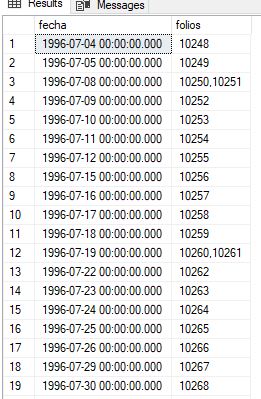 Results Messages
fecha folios
1 1996-07-04 00:00:00.000 10248
2 1996-07-05 00:00:00.000 10249
3 1996-07-08 00:00:00.000 10250,10251
4 1996-07-09 00:00:00.000 10252
5 1996-07-10 00:00:00.000 10253
6 1996-07-11 00:00:00.000 10254
7 1996-07-12 00:00:00.000 10255
8 1996-07-15 00:00:00.000 10256
9 1996-07-16 00:00:00.000 10257
10 1996-07-17 00:00:00.000 10258
11 1996-07-18 00:00:00.000 10259
12 1996-07-19 00:00:00.000 10260,10261
13 1996-07-22 00:00:00.000 10262
14 1996-07-23 00:00:00.000 10263
15 1996-07-24 00:00:00.000 10264
16 1996-07-25 00:00:00.000 10265
17 1996-07-26 00:00:00.000 10266
18 1996-07-29 00:00:00.000 10267
19 1996-07-30 00:00:00.000 10268